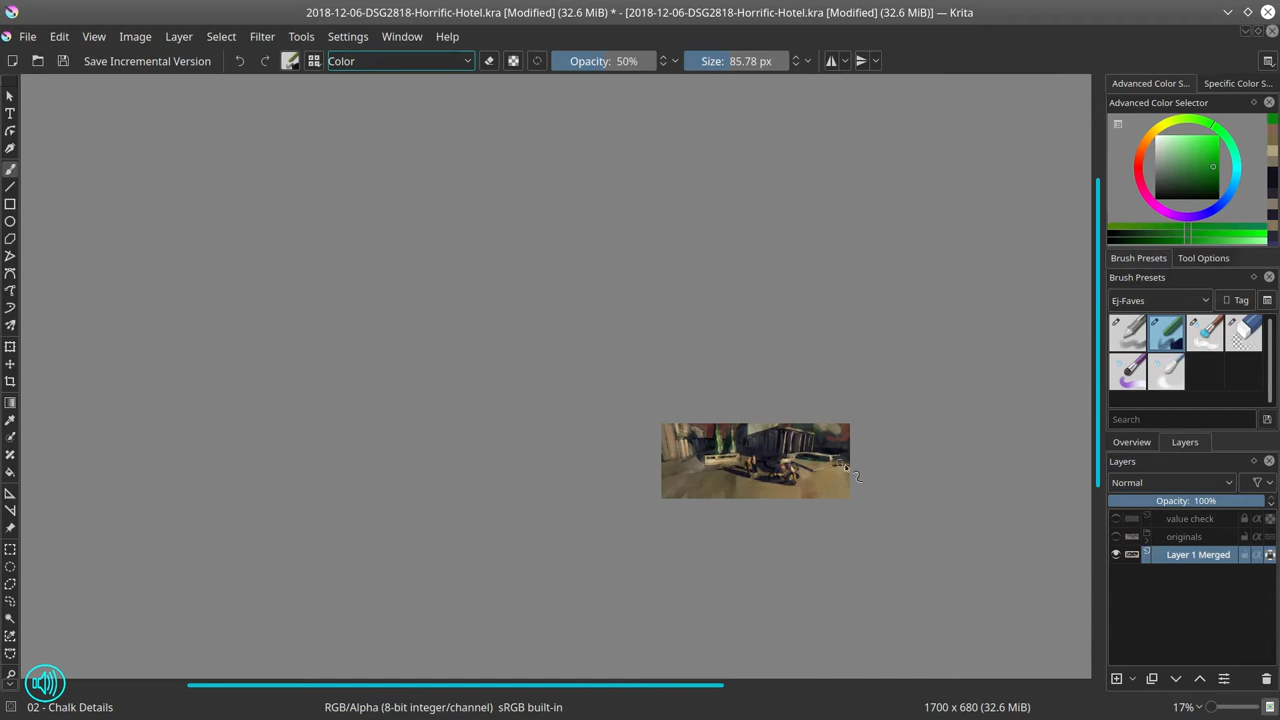 2018-12-06-DSG2818-Horrific-Hotel.kra [Modified] (32.6 MiB) * - [2018-12-06-DSG2818-Horrific-Hotel.kra [Modified] (32.6 MiB)] — Krita
File Edit View Image Layer Select Filter Tools Settings Window Help
Save Incremental Version Color Opacity: 50% Size: 85.78 px
Advanced Color S... Specific Color S...
Advanced Color Selector
Brush Presets Tool Options
Brush Presets
Ej-Faves Tag
Search
Overview Layers
Layers
Normal
Opacity: 100%
value check
originals
Layer 1 Merged
02 - Chalk Details RGB/Alpha (8-bit integer/channel) sRGB built-in 1700 x 680 (32.6 MiB) 17%